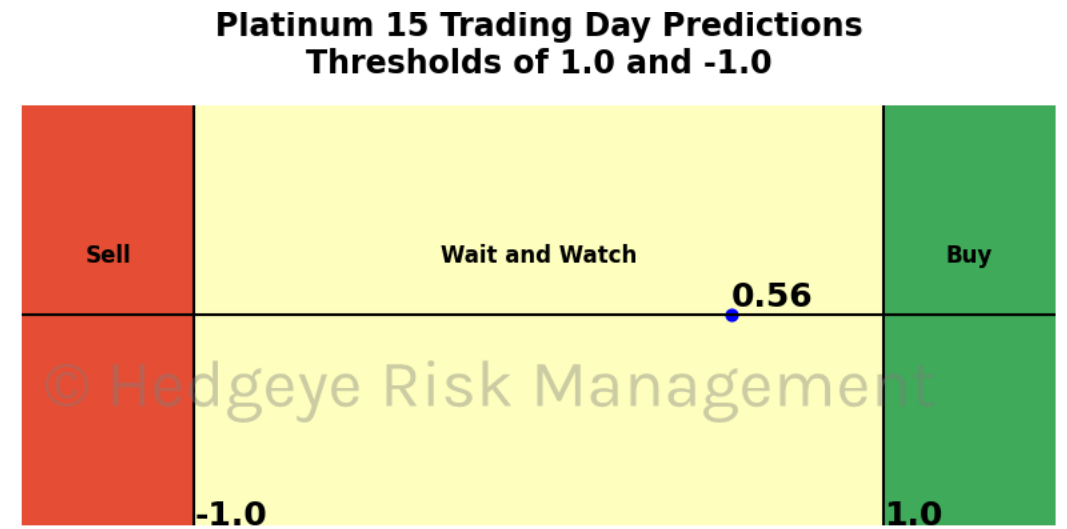 Platinum 15 Trading Day Predictions
Thresholds of 1.0 and -1.0
Sell
Wait and Watch
Buy
0.56
© Hedgeye Risk Management
-1.0
1.0